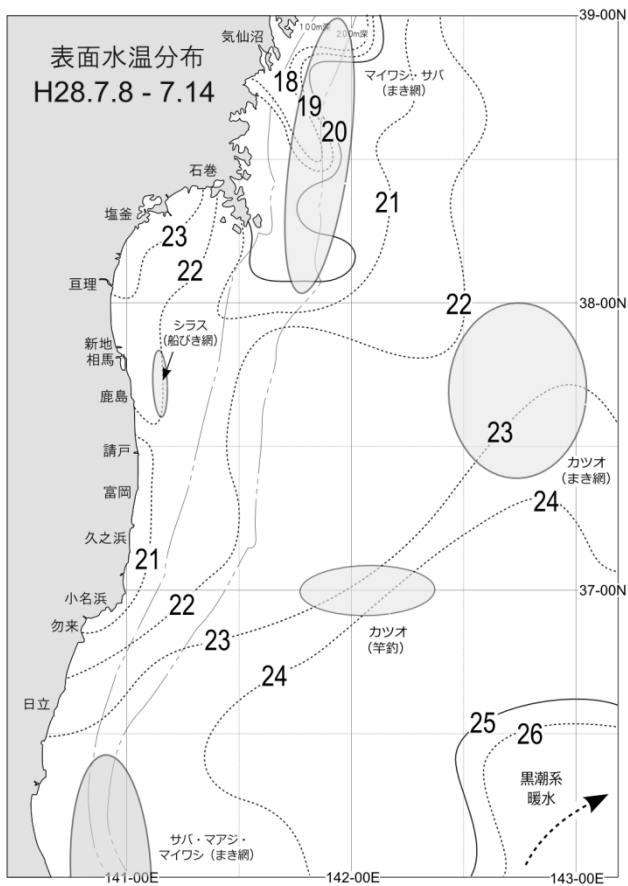 39-00N
100m深
200m深
気仙沼
表面水温分布
H28.7.8 - 7.14
マイワシ・サバ
(まき網)
18
19
20
石巻
21
塩釜
23
22
亘理
38-00N
22
シラス
(船びき網)
新地
相馬
鹿島
23
請戸
カツオ
(まき網)
富岡
24
久之浜
21
37-00N
小名浜
22
勿来
23
カツオ
(竿釣)
24
日立
25
26
黒潮系
暖水
サバ・マアジ・
マイワシ(まき網)
141-00E
142-00E
143-00E